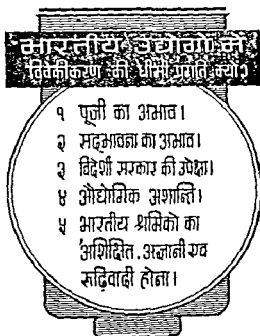 भारतीय उद्योगो में
विवेकीकरण की धीमी प्रगति क्यो?
१ पूजी का अभाव।
२ सद्भावना का अभाव।
३ विदेशी सरकार की उपेक्षा।
४ औद्योगिक अशान्ति।
५ भारतीय श्रमिको का
अशिक्षित, अज्ञानी एव
रूढ़िवादी होना।